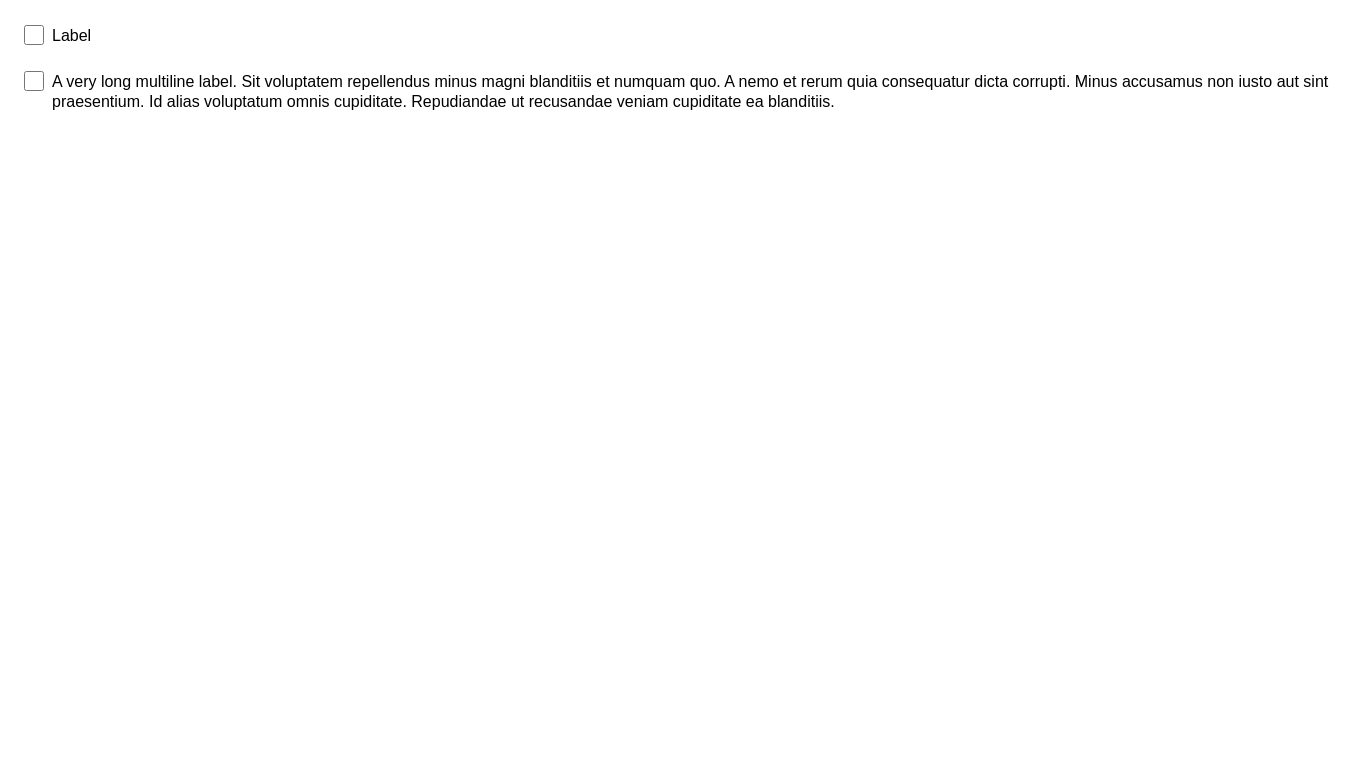 Label
A very long multiline label. Sit voluptatem repellendus minus magni blanditiis et numquam quo. A nemo et rerum quia consequatur dicta corrupti. Minus accusamus non iusto aut sint
praesentium. Id alias voluptatum omnis cupiditate. Repudiandae ut recusandae veniam cupiditate ea blanditiis.